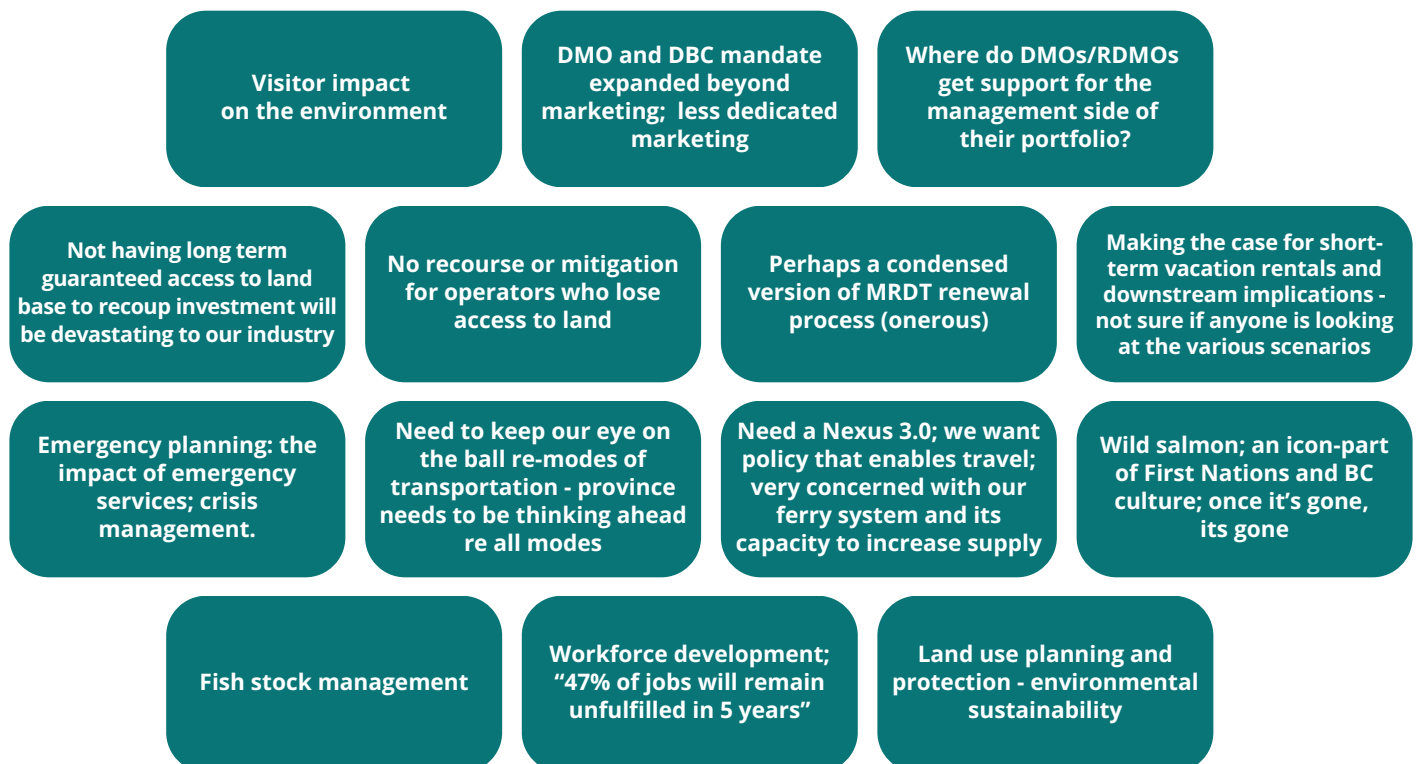 Visitor impact
on the environment
DMO and DBC mandate
expanded beyond
marketing;  less dedicated
marketing
Where do DMOs/RDMOs
get support for the
management side of
their portfolio?
Not having long term
guaranteed access to land
base to recoup investment will
be devastating to our industry
No recourse or mitigation
for operators who lose
access to land
Perhaps a condensed
version of MRDT renewal
process (onerous)
Making the case for short-
term vacation rentals and
downstream implications -
not sure if anyone is looking
at the various scenarios
Emergency planning: the
impact of emergency
services; crisis
management.
Need to keep our eye on
the ball re-modes of
transportation - province
needs to be thinking ahead
re all modes
Need a Nexus 3.0; we want
policy that enables travel;
very concerned with our
ferry system and its
capacity to increase supply
Wild salmon; an icon-part
of First Nations and BC
culture; once it’s gone,
its gone
Fish stock management
Workforce development;
“47% of jobs will remain
unfulfilled in 5 years”
Land use planning and
protection - environmental
sustainability